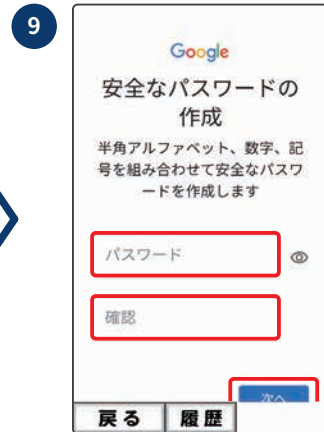 9
Google
安全なパスワードの
作成
半角アルファベット、数字、記
号を組み合わせて安全なパスワ
ードを作成します
パスワード
確認
次へ
戻る 履歴